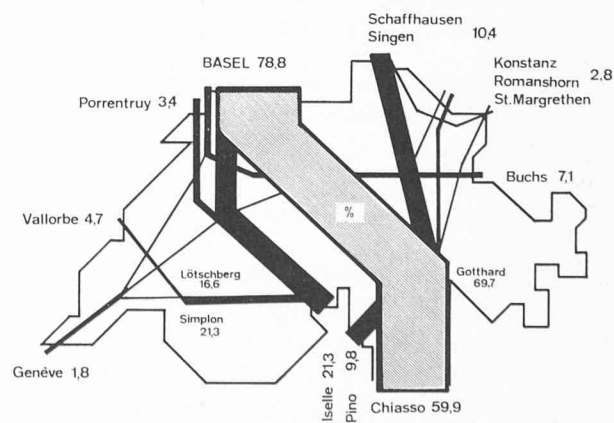 Schaffhausen
Singen 10,4
BASEL 78,8
Konstanz
Romanshorn 2,8
St.Margrethen
Porrentruy 3,4
Buchs 7,1
Vallorbe 4,7
%
Lötschberg
16,6
Gotthard
69,7
Simplon
21,3
Genéve 1,8
Iselle 21,3
Pino 9,8
Chiasso 59,9